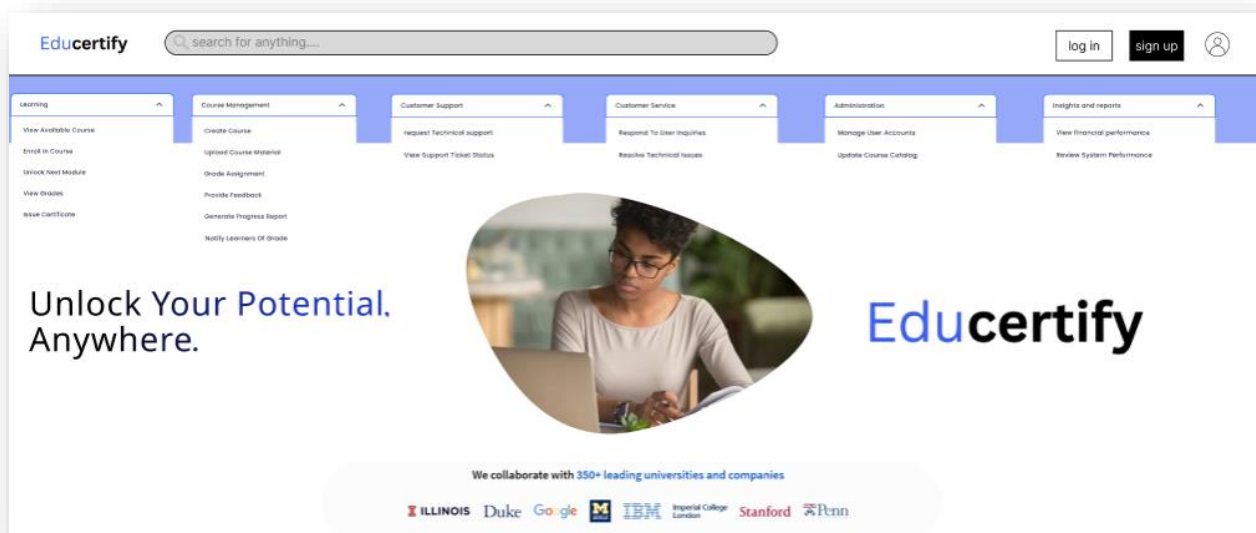 Educertify
search for anything....
log in
sign up
Learning
View Available Course
Enroll In Course
Unlock Next Module
View Grades
Issue Certificate
Course Management
Create Course
Upload Course Material
Grade Assignment
Provide Feedback
Generate Progress Report
Notify Learners Of Grade
Customer Support
request Technical support
View Support Ticket Status
Customer Service
Respond To User Inquiries
Resolve Technical Issues
Administration
Manage User Accounts
Update Course Catalog
Insights and reports
View financial performance
Review System Performance
Unlock Your Potential.
Anywhere.
Educertify
We collaborate with 350+ leading universities and companies
I ILLINOIS
Duke
Google
M
IBM
Imperial College
London
Stanford
Penn